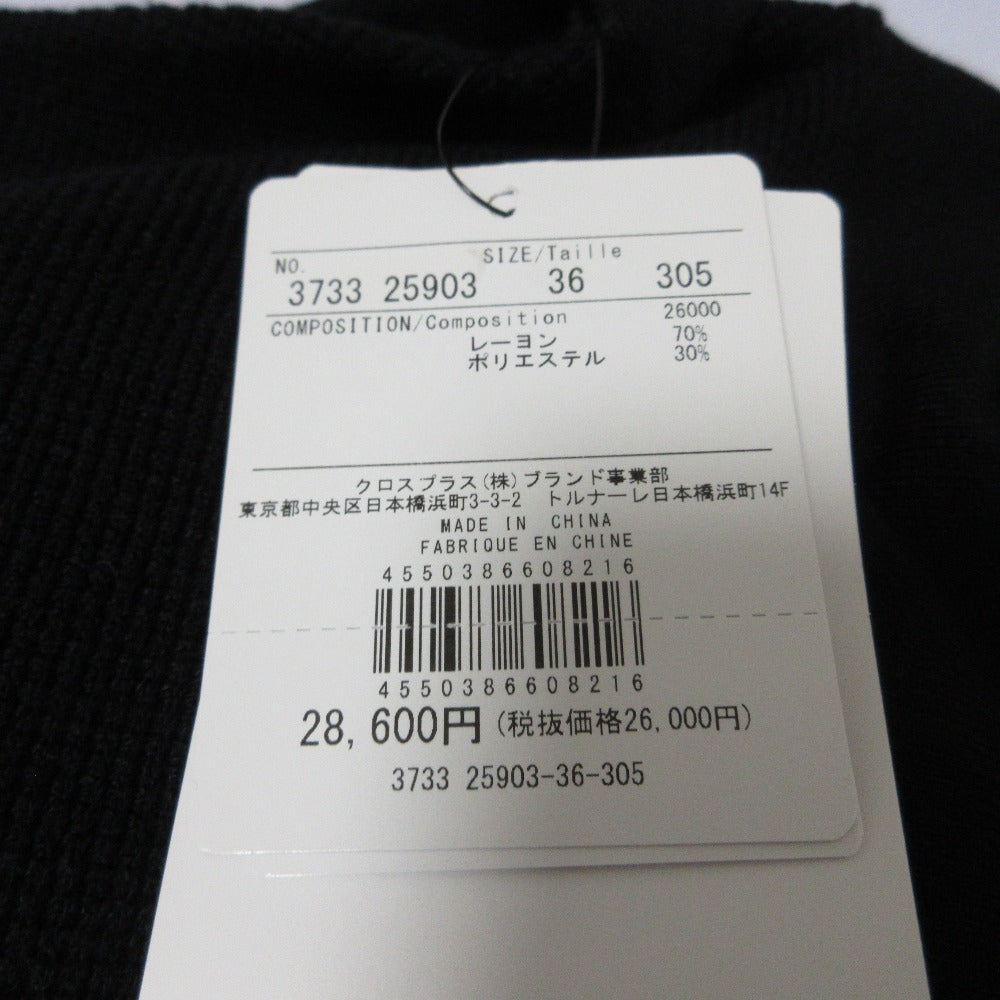 NO. SIZE/Taille
3733 25903 36 305
COMPOSITION/Composition 26000
レーヨン 70%
ポリエステル 30%
クロスプラス(株)ブランド事業部
東京都中央区日本橋浜町3-3-2 トルナーレ日本橋浜町14F
MADE IN CHINA
FABRIQUE EN CHINE
4550386608216
4550386608216
28,600円(税抜価格26,000円)
3733 25903-36-305